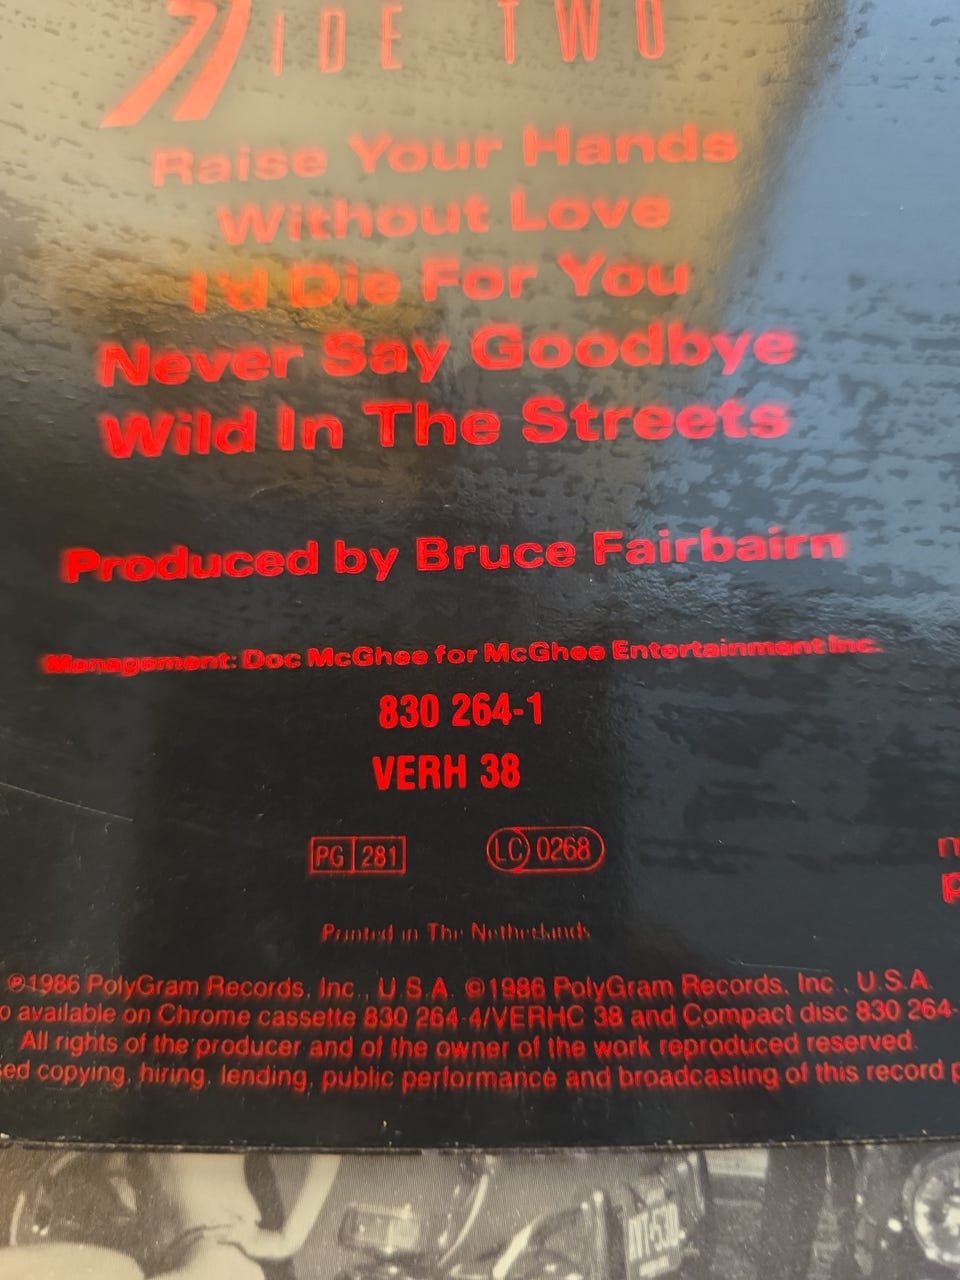 SIDE TWO
Raise Your Hands
Without Love
I'd Die For You
Never Say Goodbye
Wild In The Streets
Produced by Bruce Fairbairn
Management: Doc McGhee for McGhee Entertainment Inc.
830 264-1
VERH 38
PG 281 LC 0268
Printed in The Netherlands
℗1986 PolyGram Records, Inc., U.S.A. ©1986 PolyGram Records, Inc., U.S.A.
o available on Chrome cassette 830 264-4/VERHC 38 and Compact disc 830 264-
All rights of the producer and of the owner of the work reproduced reserved.
ed copying, hiring, lending, public performance and broadcasting of this record p